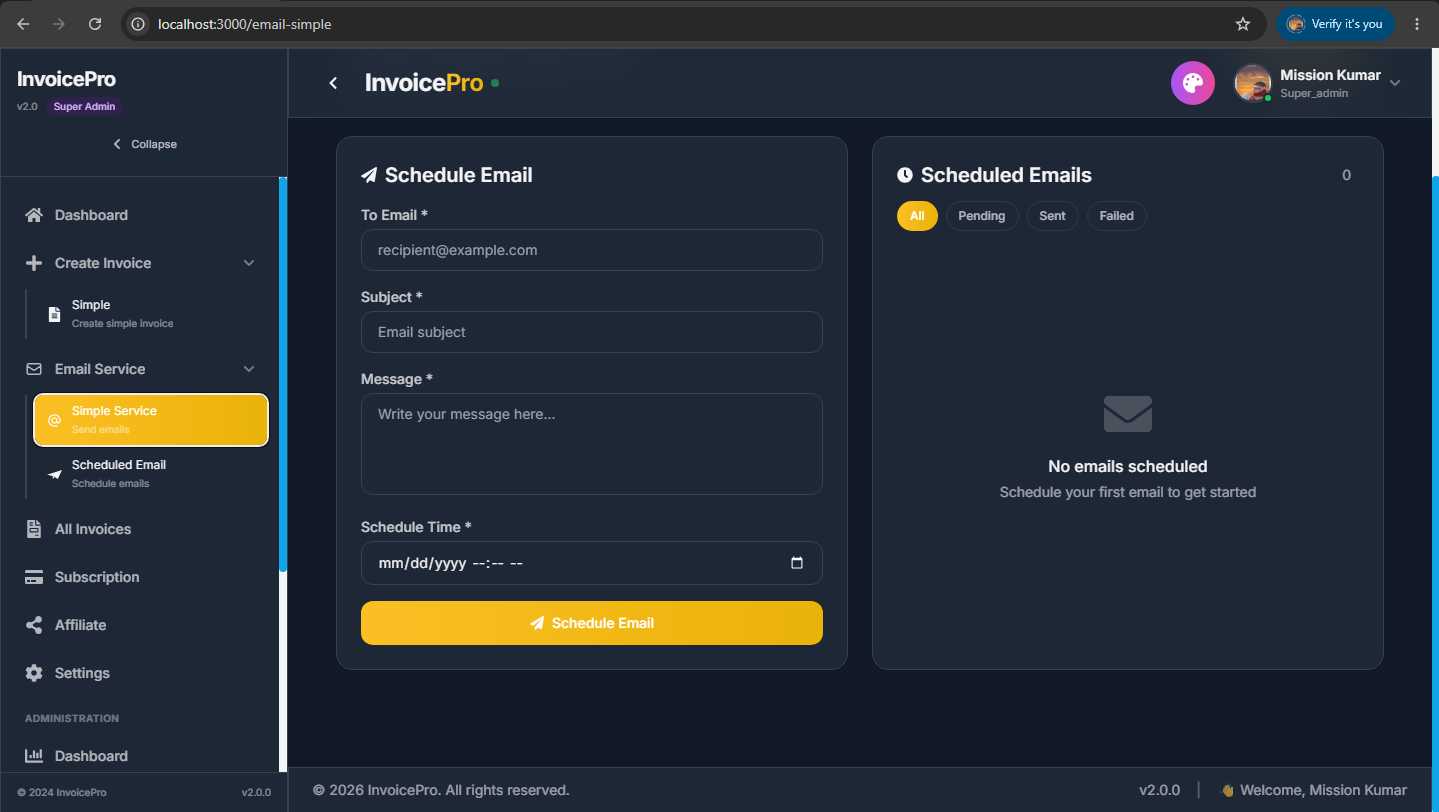 localhost:3000/email-simple
Verify it's you
InvoicePro
v2.0 Super Admin
Collapse
Dashboard
Create Invoice
Simple
Create simple invoice
Email Service
Simple Service
Send emails
Scheduled Email
Schedule emails
All Invoices
Subscription
Affiliate
Settings
ADMINISTRATION
Dashboard
© 2024 InvoicePro v2.0.0
InvoicePro
Mission Kumar
Super_admin
Schedule Email
To Email *
recipient@example.com
Subject *
Email subject
Message *
Write your message here...
Schedule Time *
mm/dd/yyyy --:-- --
Schedule Email
Scheduled Emails 0
All Pending Sent Failed
No emails scheduled
Schedule your first email to get started
© 2026 InvoicePro. All rights reserved.
v2.0.0 | 👋 Welcome, Mission Kumar